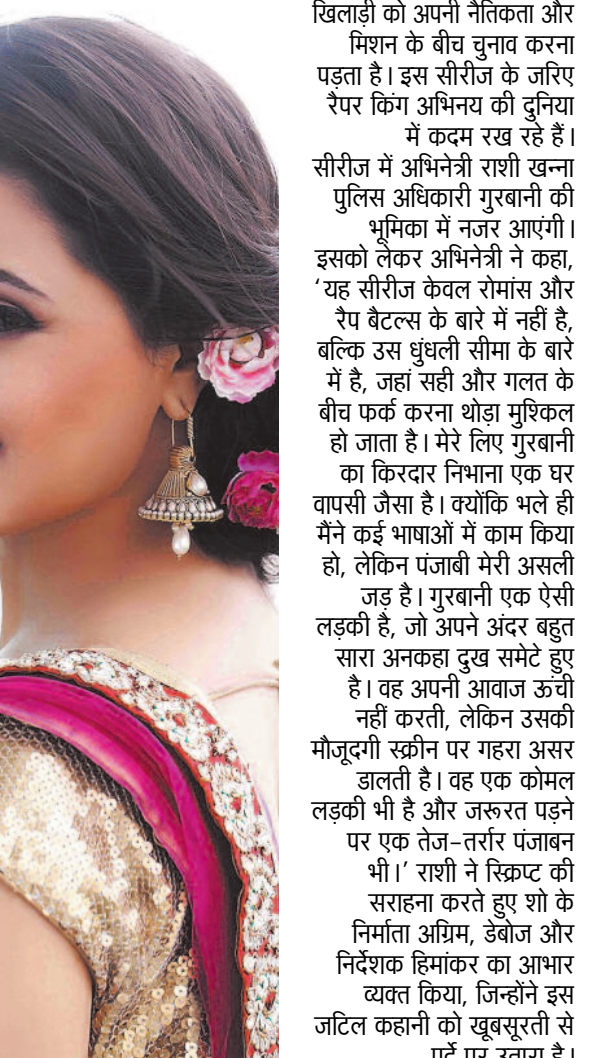 खिलाड़ी को अपनी नैतिकता और
मिशन के बीच चुनाव करना
पड़ता है। इस सीरीज के जरिए
रैपर किंग अभिनय की दुनिया
में कदम रख रहे हैं।
सीरीज में अभिनेत्री राशी खन्ना
पुलिस अधिकारी गुरबानी की
भूमिका में नजर आएंगी।
इसको लेकर अभिनेत्री ने कहा,
‘यह सीरीज केवल रोमांस और
रैप बैटल्स के बारे में नहीं है,
बल्कि उस धुंधली सीमा के बारे
में है, जहां सही और गलत के
बीच फर्क करना थोड़ा मुश्किल
हो जाता है। मेरे लिए गुरबानी
का किरदार निभाना एक घर
वापसी जैसा है। क्योंकि भले ही
मैंने कई भाषाओं में काम किया
हो, लेकिन पंजाबी मेरी असली
जड़ है। गुरबानी एक ऐसी
लड़की है, जो अपने अंदर बहुत
सारा अनकहा दुख समेटे हुए
है। वह अपनी आवाज ऊंची
नहीं करती, लेकिन उसकी
मौजूदगी स्क्रीन पर गहरा असर
डालती है। वह एक कोमल
लड़की भी है और जरूरत पड़ने
पर एक तेज-तर्रार पंजाबन
भी।’ राशी ने स्क्रिप्ट की
सराहना करते हुए शो के
निर्माता अग्रिम, डेबोज और
निर्देशक हिमांकर का आभार
व्यक्त किया, जिन्होंने इस
जटिल कहानी को खूबसूरती से
पर्दे पर उतारा है।